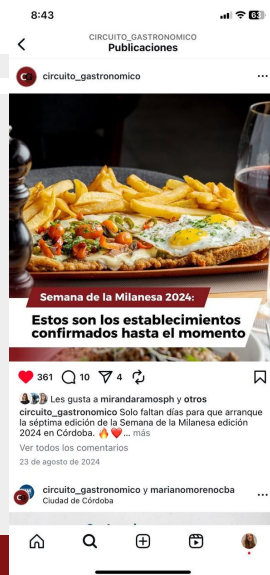 8:43
63
CIRCUITO_GASTRONOMICO
Publicaciones
circuito_gastronomico
Semana de la Milanesa 2024:
Estos son los establecimientos
confirmados hasta el momento
361 10 4
Les gusta a mirandaramosph y otros
circuito_gastronomico Solo faltan días para que arranque
la séptima edición de la Semana de la Milanesa edición
2024 en Córdoba. 🔥❤️... más
Ver todos los comentarios
23 de agosto de 2024
circuito_gastronomico y marianomorenocba
Ciudad de Córdoba